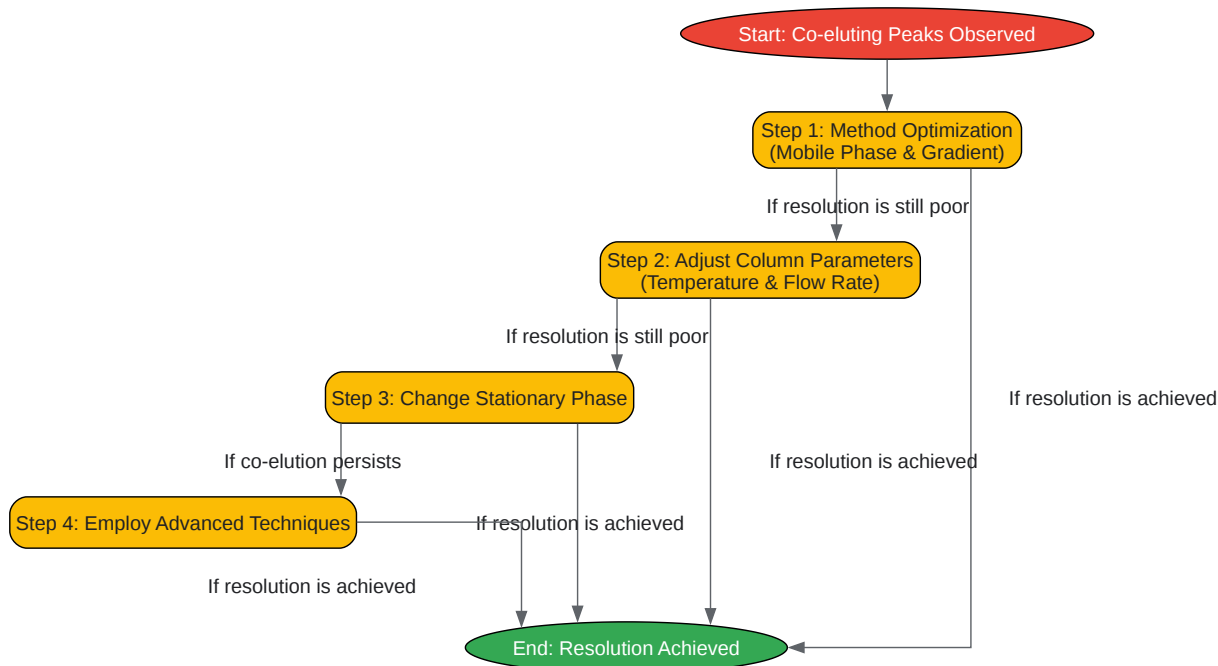 Start: Co-eluting Peaks Observed
Step 1: Method Optimization
(Mobile Phase & Gradient)
If resolution is still poor
Step 2: Adjust Column Parameters
(Temperature & Flow Rate)
If resolution is still poor
Step 3: Change Stationary Phase
If resolution is achieved
If co-elution persists
If resolution is achieved
Step 4: Employ Advanced Techniques
If resolution is achieved
If resolution is achieved
End: Resolution Achieved